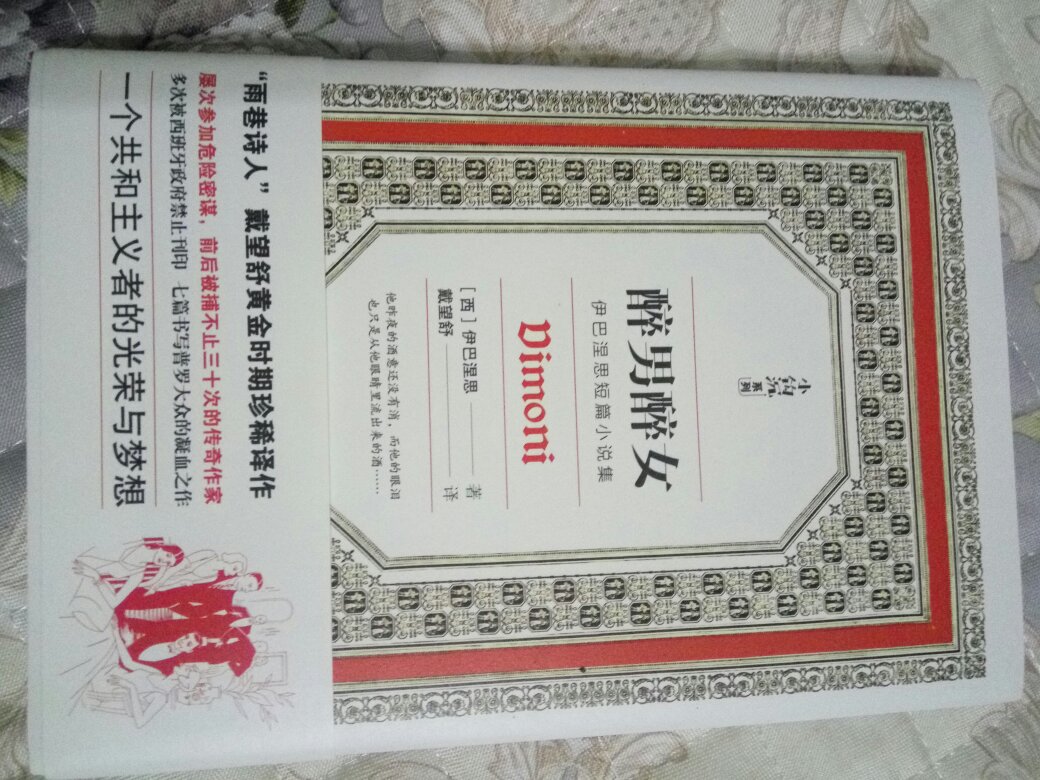 小说钩沉
系列
醉男醉女
伊巴涅思短篇小说集
Dimoni
[西] 伊巴涅思 著
戴望舒 译
他昨夜的酒意还没有消，而他的眼泪
也只是从他眼睛里流出来的酒……
“雨巷诗人”戴望舒黄金时期珍稀译作
屡次参加危险密谋，前后被捕不止三十次的传奇作家
多次被西班牙政府禁止刊印 七篇书写普罗大众的凝血之作
一个共和主义者的光荣与梦想